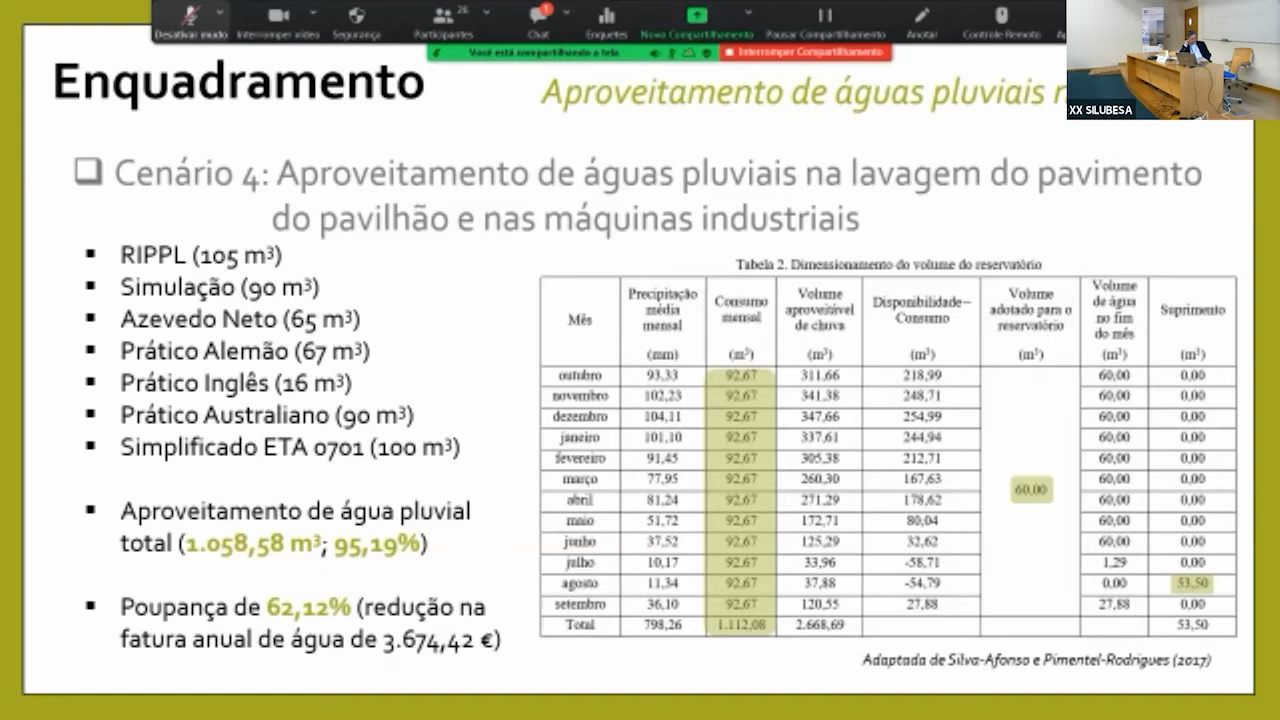 Desativar mudo
Interromper vídeo
Segurança
26
Participantes
1
Chat
Enquetes
Novo Compartilhamento
Pausar Compartilhamento
Anotar
Controle Remoto
Você está compartilhando a tela
Interromper Compartilhamento
XX SILUBESA
Enquadramento
Aproveitamento de águas pluviais
Cenário 4: Aproveitamento de águas pluviais na lavagem do pavimento
do pavilhão e nas máquinas industriais
RIPPL (105 m³)
Simulação (90 m³)
Azevedo Neto (65 m³)
Prático Alemão (67 m³)
Prático Inglês (16 m³)
Prático Australiano (90 m³)
Simplificado ETA 0701 (100 m³)
Aproveitamento de água pluvial
total (1.058,58 m³; 95,19%)
Poupança de 62,12% (redução na
fatura anual de água de 3.674,42 €)
Tabela 2. Dimensionamento do volume do reservatório
Mês
Precipitação média mensal (mm)
Consumo mensal (m³)
Volume aproveitável de chuva (m³)
Disponibilidade–Consumo (m³)
Volume adotado para o reservatório (m³)
Volume de água no fim do mês (m³)
Suprimento (m³)
outubro 93,33 92,67 311,66 218,99 60,00 0,00
novembro 102,23 92,67 341,38 248,71 60,00 0,00
dezembro 104,11 92,67 347,66 254,99 60,00 0,00
janeiro 101,10 92,67 337,61 244,94 60,00 0,00
fevereiro 91,45 92,67 305,38 212,71 60,00 0,00
março 77,95 92,67 260,30 167,63 60,00 0,00
60,00
abril 81,24 92,67 271,29 178,62 60,00 0,00
maio 51,72 92,67 172,71 80,04 60,00 0,00
junho 37,52 92,67 125,29 32,62 60,00 0,00
julho 10,17 92,67 33,96 -58,71 1,29 0,00
agosto 11,34 92,67 37,88 -54,79 0,00 53,50
setembro 36,10 92,67 120,55 27,88 27,88 0,00
Total 798,26 1.112,08 2.668,69 53,50
Adaptada de Silva-Afonso e Pimentel-Rodrigues (2017)